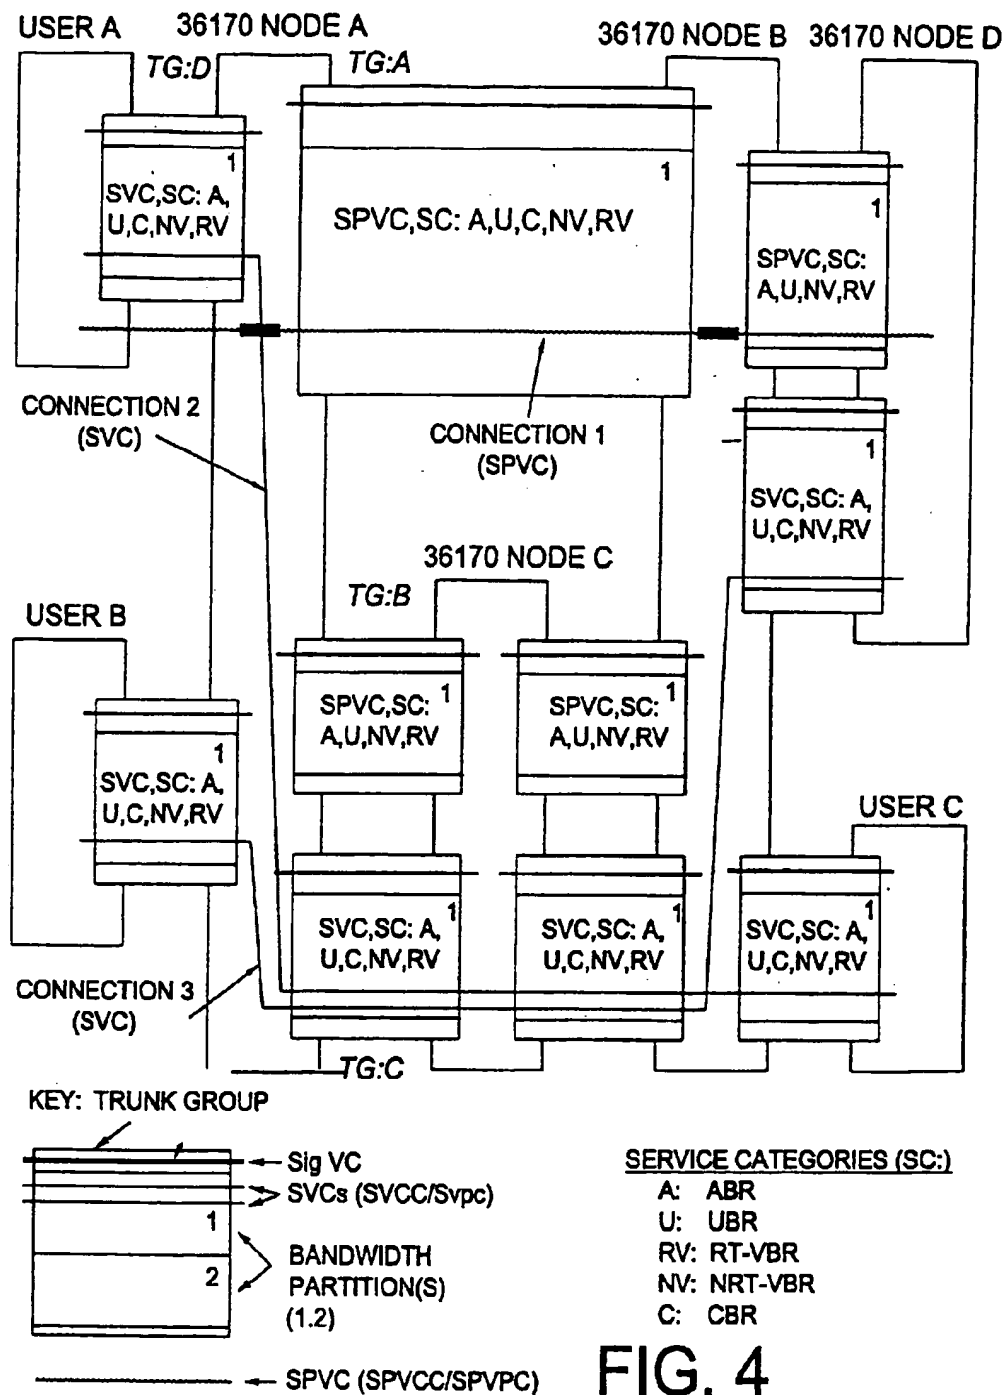 USER A
36170 NODE A
36170 NODE B
36170 NODE D
TG:D
TG:A
1
SVC,SC: A,
U,C,NV,RV
1
SPVC,SC: A,U,C,NV,RV
1
SPVC,SC:
A,U,NV,RV
CONNECTION 2
(SVC)
CONNECTION 1
(SPVC)
1
SVC,SC: A,
U,C,NV,RV
36170 NODE C
TG:B
USER B
1
SPVC,SC:
A,U,NV,RV
1
SPVC,SC:
A,U,NV,RV
1
SVC,SC: A,
U,C,NV,RV
USER C
1
SVC,SC: A,
U,C,NV,RV
1
SVC,SC: A,
U,C,NV,RV
1
SVC,SC: A,
U,C,NV,RV
CONNECTION 3
(SVC)
TG:C
KEY: TRUNK GROUP
Sig VC
SVCs (SVCC/Svpc)
1
2
BANDWIDTH
PARTITION(S)
(1.2)
SPVC (SPVCC/SPVPC)
SERVICE CATEGORIES (SC:)
A: ABR
U: UBR
RV: RT-VBR
NV: NRT-VBR
C: CBR
FIG. 4